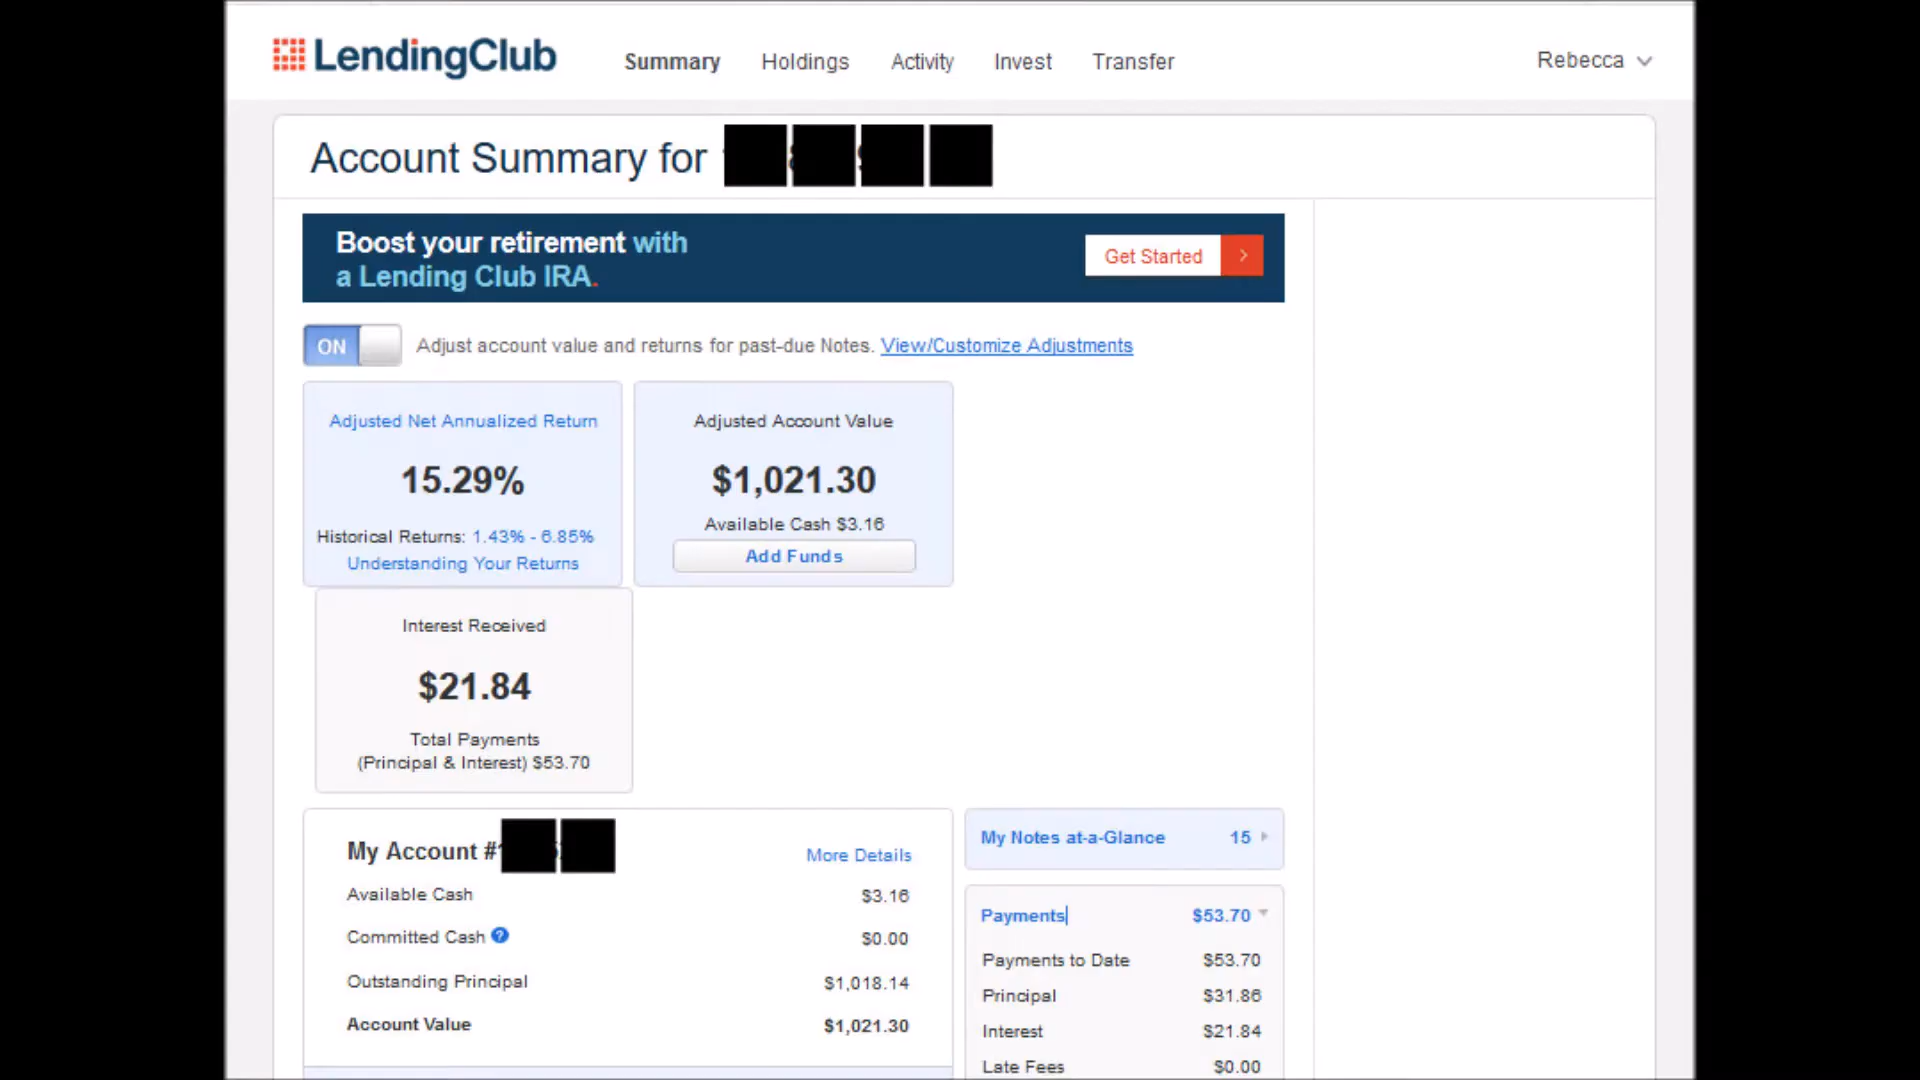 LendingClub Summary Holdings Activity Invest Transfer Rebecca
Account Summary for
Boost your retirement with
a Lending Club IRA.
Get Started
ON Adjust account value and returns for past-due Notes. View/Customize Adjustments
Adjusted Net Annualized Return
15.29%
Historical Returns: 1.43% - 6.85%
Understanding Your Returns
Adjusted Account Value
$1,021.30
Available Cash $3.16
Add Funds
Interest Received
$21.84
Total Payments
(Principal & Interest) $53.70
My Account #
More Details
Available Cash $3.16
Committed Cash ? $0.00
Outstanding Principal $1,018.14
Account Value $1,021.30
My Notes at-a-Glance 15
Payments $53.70
Payments to Date $53.70
Principal $31.86
Interest $21.84
Late Fees $0.00